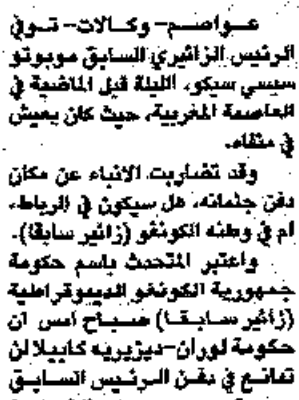 عواصم- وكالات- توفي
الرئيس الزائيري السابق موبوتو
سيسي سيكو، الليلة قبل الماضية في
العاصمة المغربية، حيث كان يعيش
في منفاه.
وقد تضاربت الانباء عن مكان
دفن جثمانه، هل سيكون في الرباط،
ام في وطنه الكونغو (زائير سابقا).
واعتبر المتحدث باسم حكومة
جمهورية الكونغو الديموقراطية
(زائير سابقا) صباح امس ان
حكومة لوران-ديزيريه كابيلا لن
تمانع في دفن الرئيس السابق